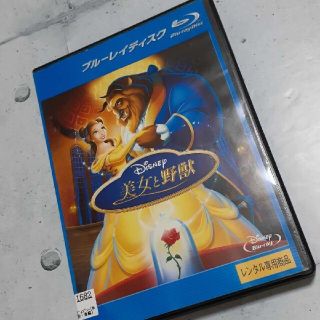 ブルーレイディスク
Blu-ray Disc
Disney
美女と野獣
Disney
Blu-ray
レンタル専用商品
1682